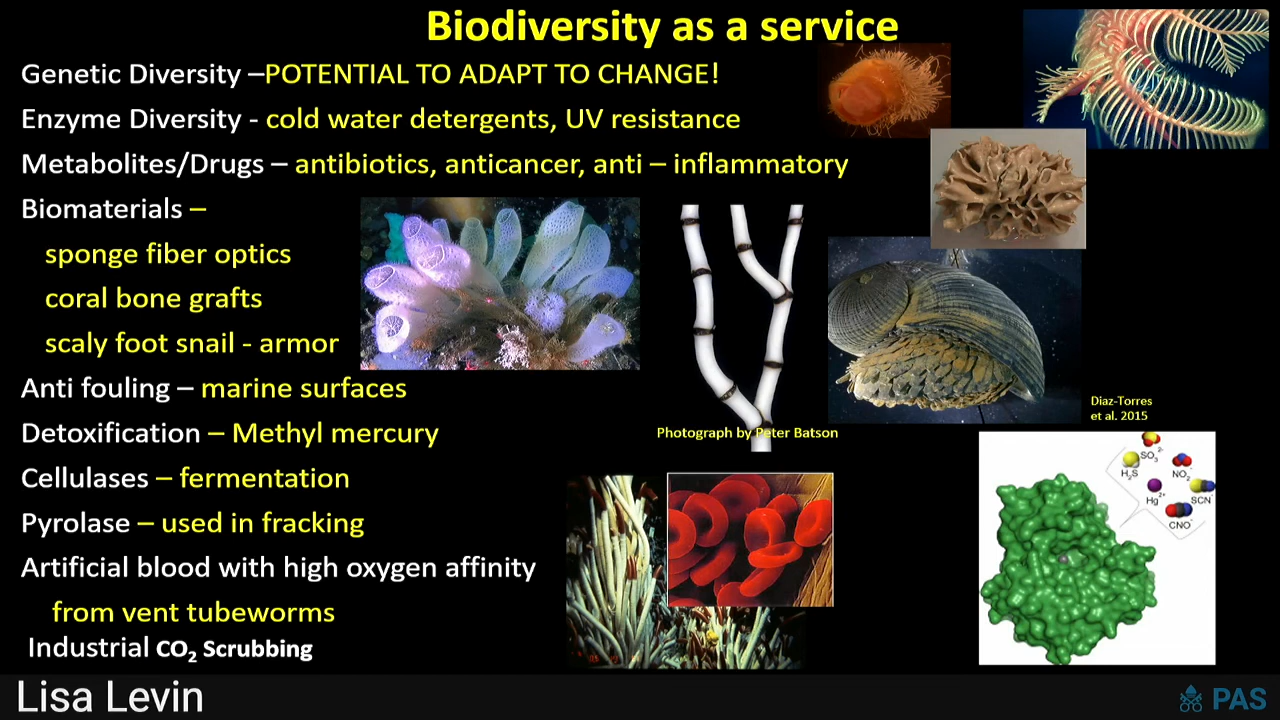 Biodiversity as a service
Genetic Diversity –POTENTIAL TO ADAPT TO CHANGE!
Enzyme Diversity - cold water detergents, UV resistance
Metabolites/Drugs – antibiotics, anticancer, anti – inflammatory
Biomaterials –
sponge fiber optics
coral bone grafts
scaly foot snail - armor
Anti fouling – marine surfaces
Detoxification – Methyl mercury
Cellulases – fermentation
Pyrolase – used in fracking
Artificial blood with high oxygen affinity
from vent tubeworms
Industrial CO₂ Scrubbing
Photograph by Peter Batson
Diaz-Torres
et al. 2015
SO₃²⁻
H₂S
NO₂⁻
Hg²⁺
SCN⁻
CNO⁻
Lisa Levin
PAS